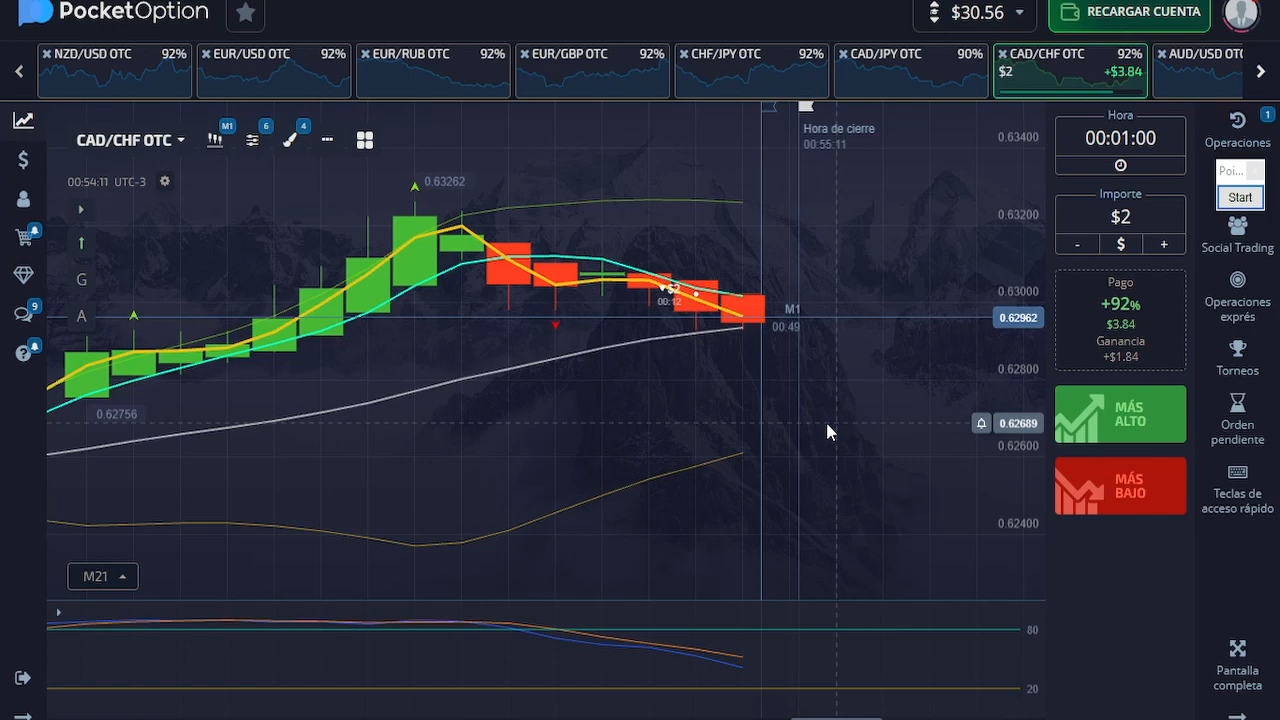 PocketOption
$30.56
RECARGAR CUENTA
NZD/USD OTC 92%
EUR/USD OTC 92%
EUR/RUB OTC 92%
EUR/GBP OTC 92%
CHF/JPY OTC 92%
CAD/JPY OTC 90%
CAD/CHF OTC 92%
$2 +$3.84
AUD/USD OTC
CAD/CHF OTC
M1
6
4
00:54:11 UTC-3
G
A
0.63262
0.62756
$2
00:12
M1
00:49
Hora de cierre
00:55:11
0.63400
0.63200
0.63000
0.62962
0.62800
0.62689
0.62600
0.62400
M21
80
20
Hora
00:01:00
Importe
$2
- $ +
Pago
+92%
$3.84
Ganancia
+$1.84
MÁS
ALTO
MÁS
BAJO
1
Operaciones
Poi...
Start
Social Trading
Operaciones
exprés
Torneos
Orden
pendiente
Teclas de
acceso rápido
Pantalla
completa
9